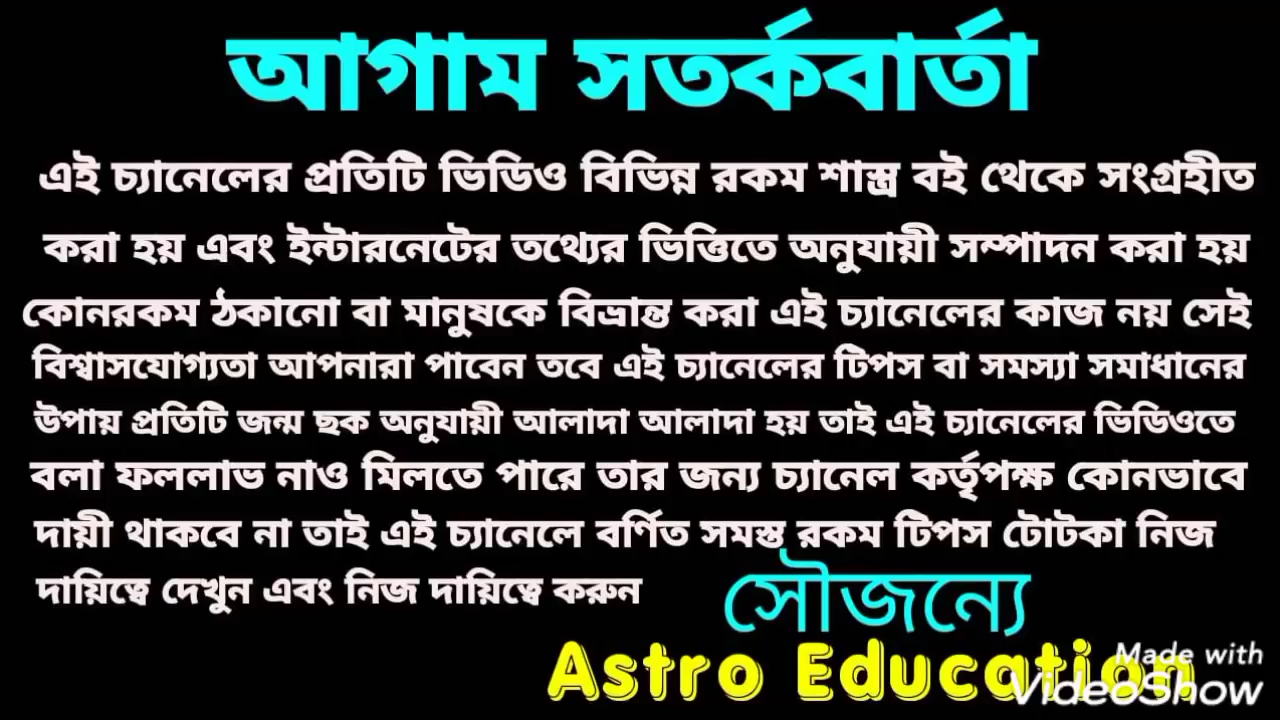 আগাম সতর্কবার্তা
এই চ্যানেলের প্রতিটি ভিডিও বিভিন্ন রকম শাস্ত্র বই থেকে সংগ্রহীত
করা হয় এবং ইন্টারনেটের তথ্যের ভিত্তিতে অনুযায়ী সম্পাদন করা হয়
কোনরকম ঠকানো বা মানুষকে বিভ্রান্ত করা এই চ্যানেলের কাজ নয় সেই
বিশ্বাসযোগ্যতা আপনারা পাবেন তবে এই চ্যানেলের টিপস বা সমস্যা সমাধানের
উপায় প্রতিটি জন্ম ছক অনুযায়ী আলাদা আলাদা হয় তাই এই চ্যানেলের ভিডিওতে
বলা ফললাভ নাও মিলতে পারে তার জন্য চ্যানেল কর্তৃপক্ষ কোনভাবে
দায়ী থাকবে না তাই এই চ্যানেলে বর্ণিত সমস্ত রকম টিপস টোটকা নিজ
দায়িত্বে দেখুন এবং নিজ দায়িত্বে করুন
সৌজন্যে
Astro Education
Made with
VideoShow